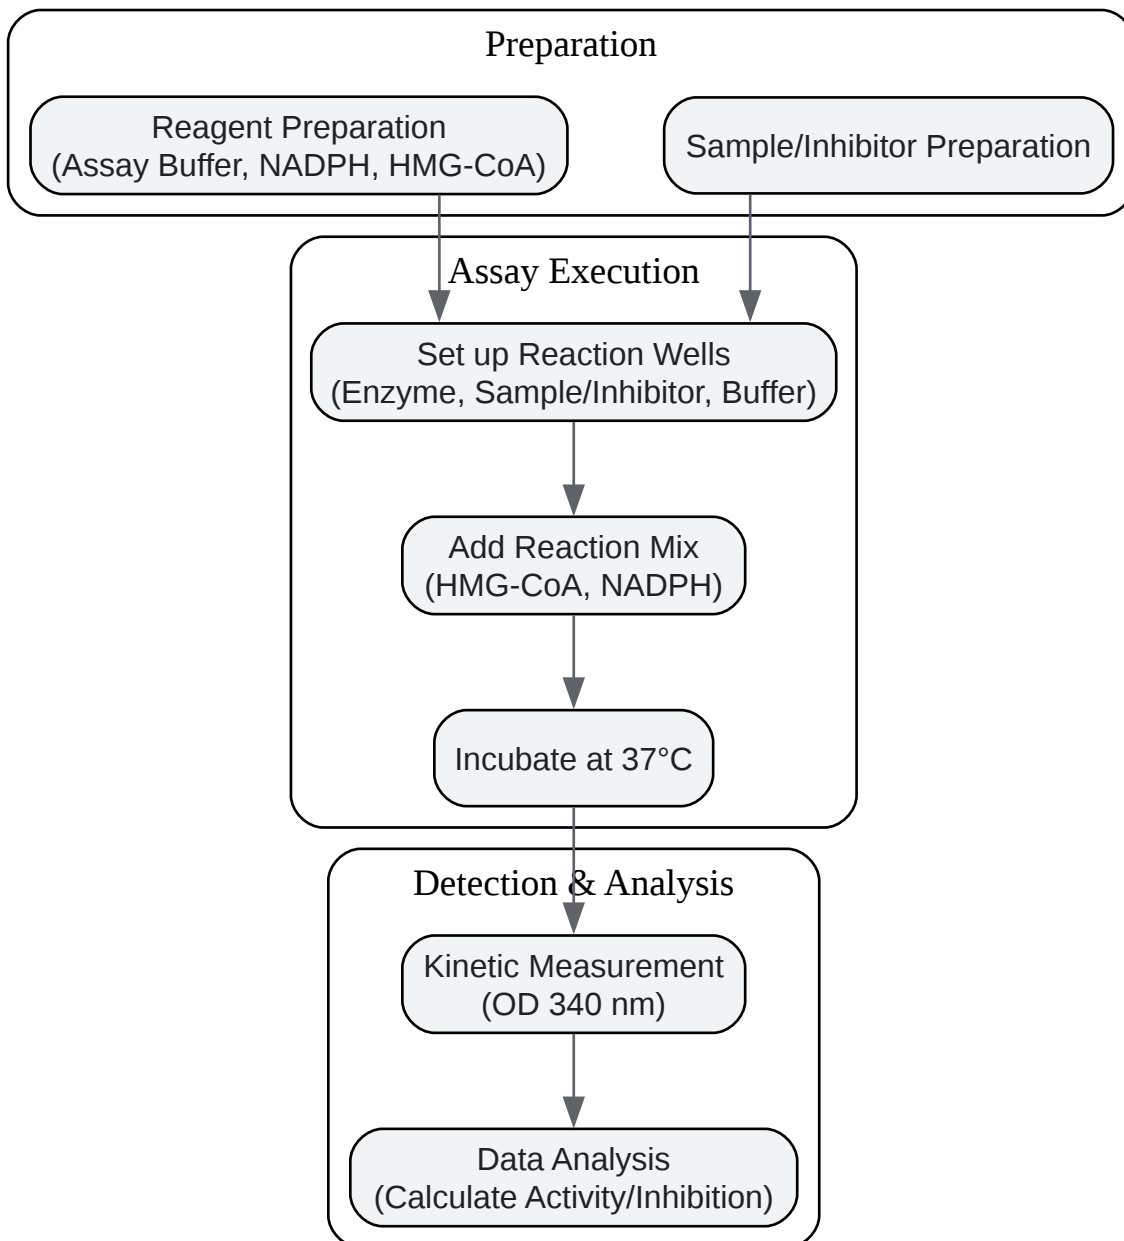 Preparation
Reagent Preparation
(Assay Buffer, NADPH, HMG-CoA)
Sample/Inhibitor Preparation
Assay Execution
Set up Reaction Wells
(Enzyme, Sample/Inhibitor, Buffer)
Add Reaction Mix
(HMG-CoA, NADPH)
Incubate at 37°C
Detection & Analysis
Kinetic Measurement
(OD 340 nm)
Data Analysis
(Calculate Activity/Inhibition)